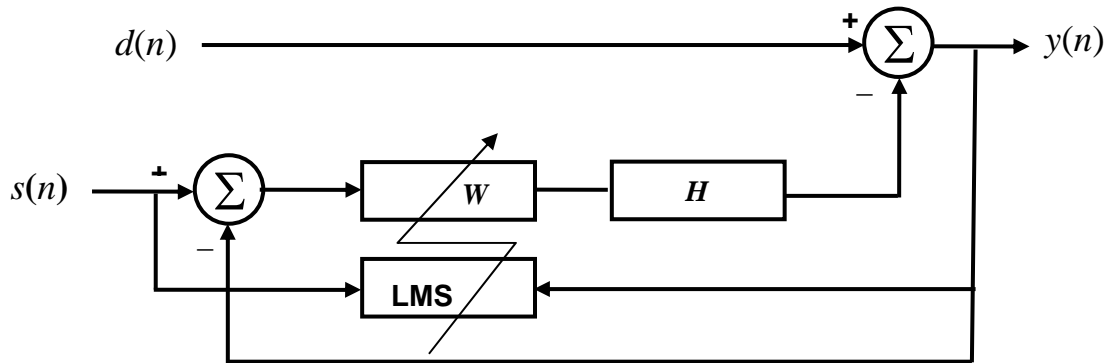 +
d(n)
Σ
y(n)
−
+
s(n)
Σ
W
H
−
LMS